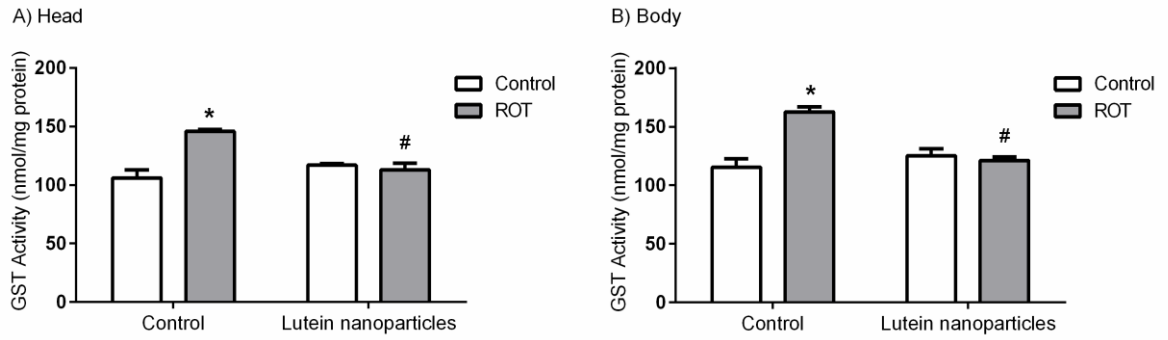 A) Head
GST Activity (nmol/mg protein)
200
150
100
50
0
*
#
Control
ROT
Control
Lutein nanoparticles
B) Body
GST Activity (nmol/mg protein)
200
150
100
50
0
*
#
Control
ROT
Control
Lutein nanoparticles